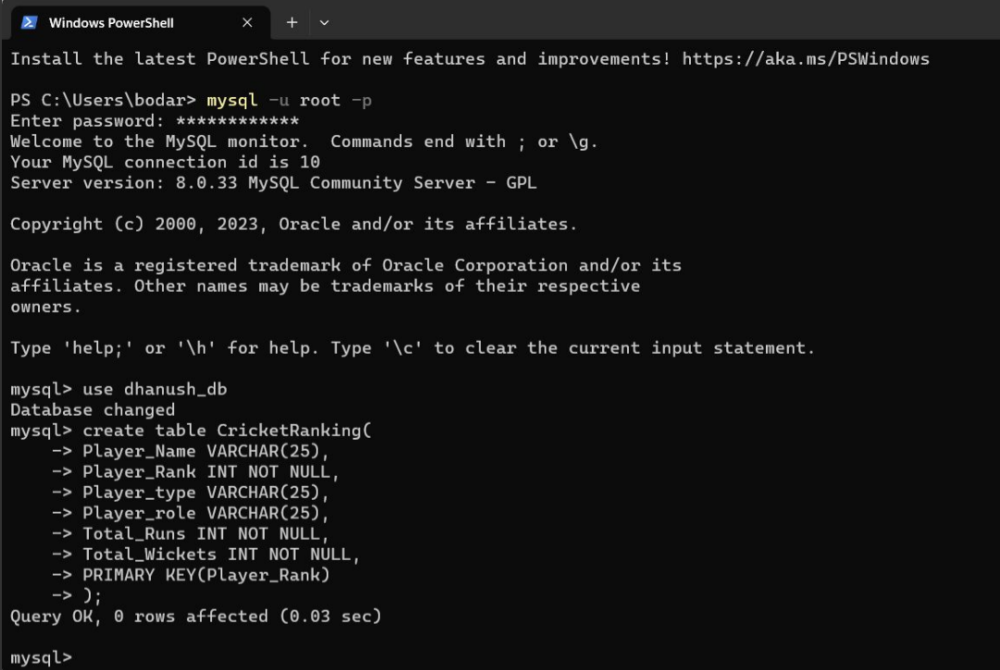 Windows PowerShell
Install the latest PowerShell for new features and improvements! https://aka.ms/PSWindows
PS C:\Users\bodar> mysql -u root -p
Enter password: ************
Welcome to the MySQL monitor.  Commands end with ; or \g.
Your MySQL connection id is 10
Server version: 8.0.33 MySQL Community Server - GPL
Copyright (c) 2000, 2023, Oracle and/or its affiliates.
Oracle is a registered trademark of Oracle Corporation and/or its
affiliates. Other names may be trademarks of their respective
owners.
Type 'help;' or '\h' for help. Type '\c' to clear the current input statement.
mysql> use dhanush_db
Database changed
mysql> create table CricketRanking(
    -> Player_Name VARCHAR(25),
    -> Player_Rank INT NOT NULL,
    -> Player_type VARCHAR(25),
    -> Player_role VARCHAR(25),
    -> Total_Runs INT NOT NULL,
    -> Total_Wickets INT NOT NULL,
    -> PRIMARY KEY(Player_Rank)
    -> );
Query OK, 0 rows affected (0.03 sec)
mysql>